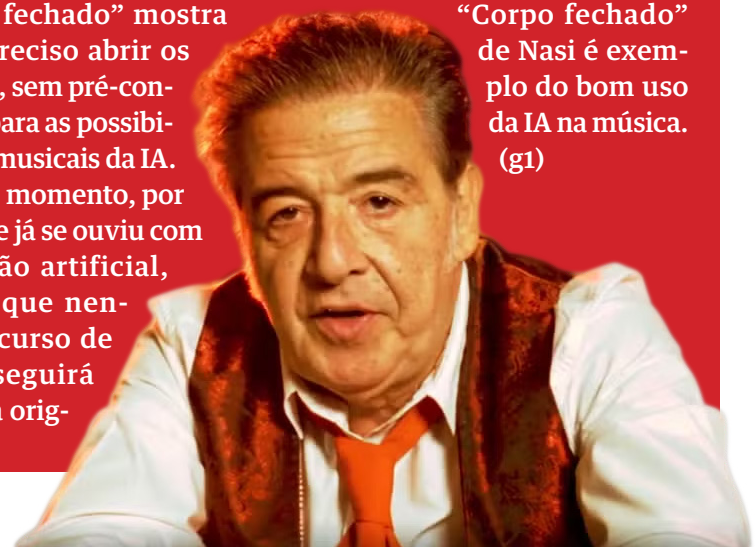 fechado” mostra
reciso abrir os
, sem pré-con-
para as possibi-
musicais da IA.
momento, por
e já se ouviu com
ão artificial,
que nen-
curso de
seguirá
orig-
“Corpo fechado”
de Nasi é exem-
plo do bom uso
da IA na música.
(g1)